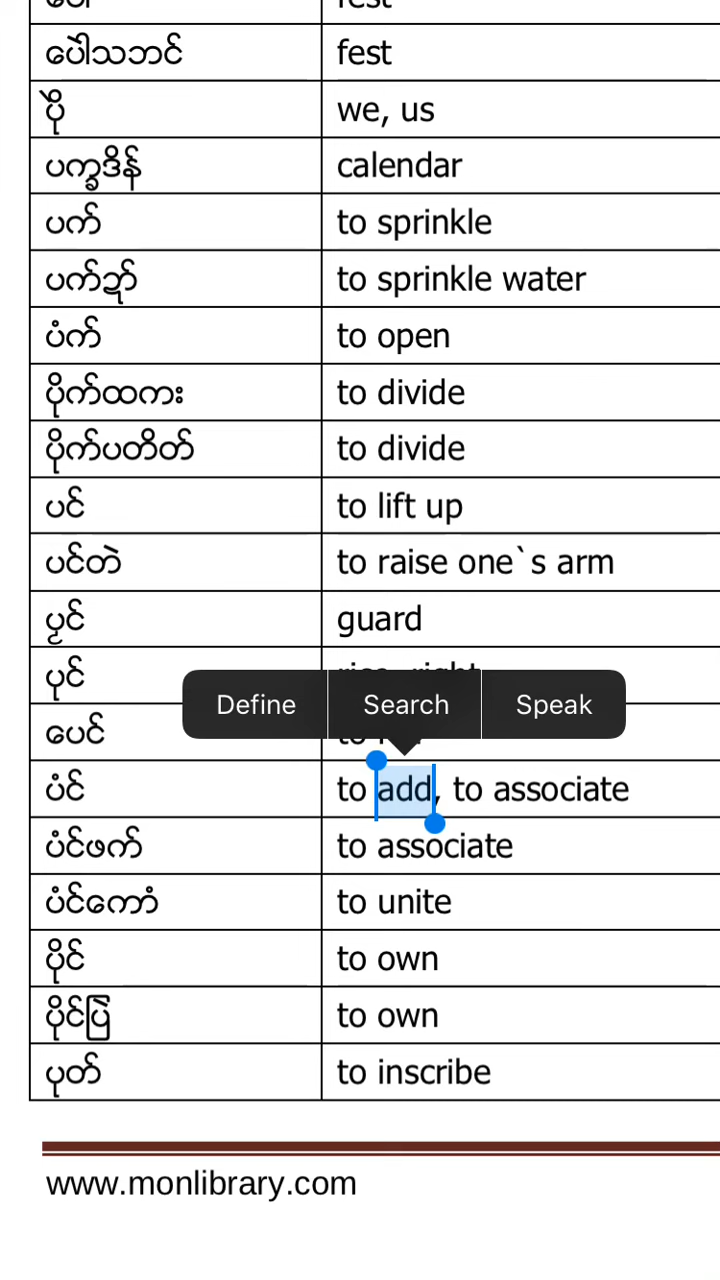 fest
ပေါဲသဘင် fest
ပိုဲ we, us
ပက္ခဒိန် calendar
ပက် to sprinkle
ပက်ဍာ် to sprinkle water
ပံက် to open
ပိုက်ထကး to divide
ပိုက်ပတိတ် to divide
ပင် to lift up
ပင်တဲ to raise one`s arm
ပၠင် guard
ပုင်
Define Search Speak
ပေင်
ပံင် to add, to associate
ပံင်ဖက် to associate
ပံင်ကောံ to unite
ပိုင် to own
ပိုင်ပြဲ to own
ပုတ် to inscribe
www.monlibrary.com